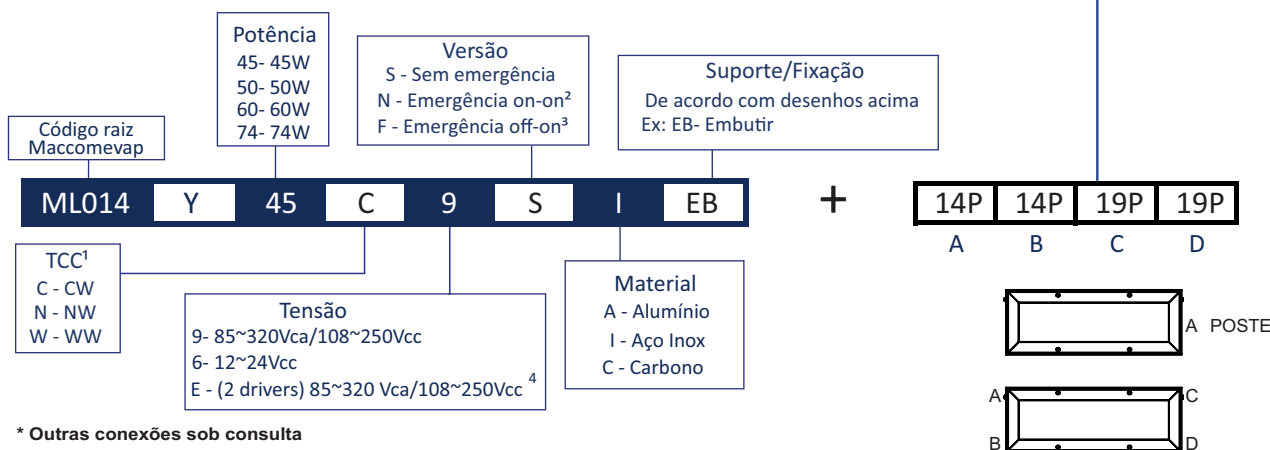 Potência
45- 45W
50- 50W
60- 60W
74- 74W
Versão
S - Sem emergência
N - Emergência on-on²
F - Emergência off-on³
Suporte/Fixação
De acordo com desenhos acima
Ex: EB- Embutir
Código raiz
Maccomevap
ML014 Y 45 C 9 S I EB + 14P 14P 19P 19P
A B C D
TCC¹
C - CW
N - NW
W - WW
Tensão
9- 85~320Vca/108~250Vcc
6- 12~24Vcc
E - (2 drivers) 85~320 Vca/108~250Vcc ⁴
Material
A - Alumínio
I - Aço Inox
C - Carbono
A POSTE
A C
B D
* Outras conexões sob consulta